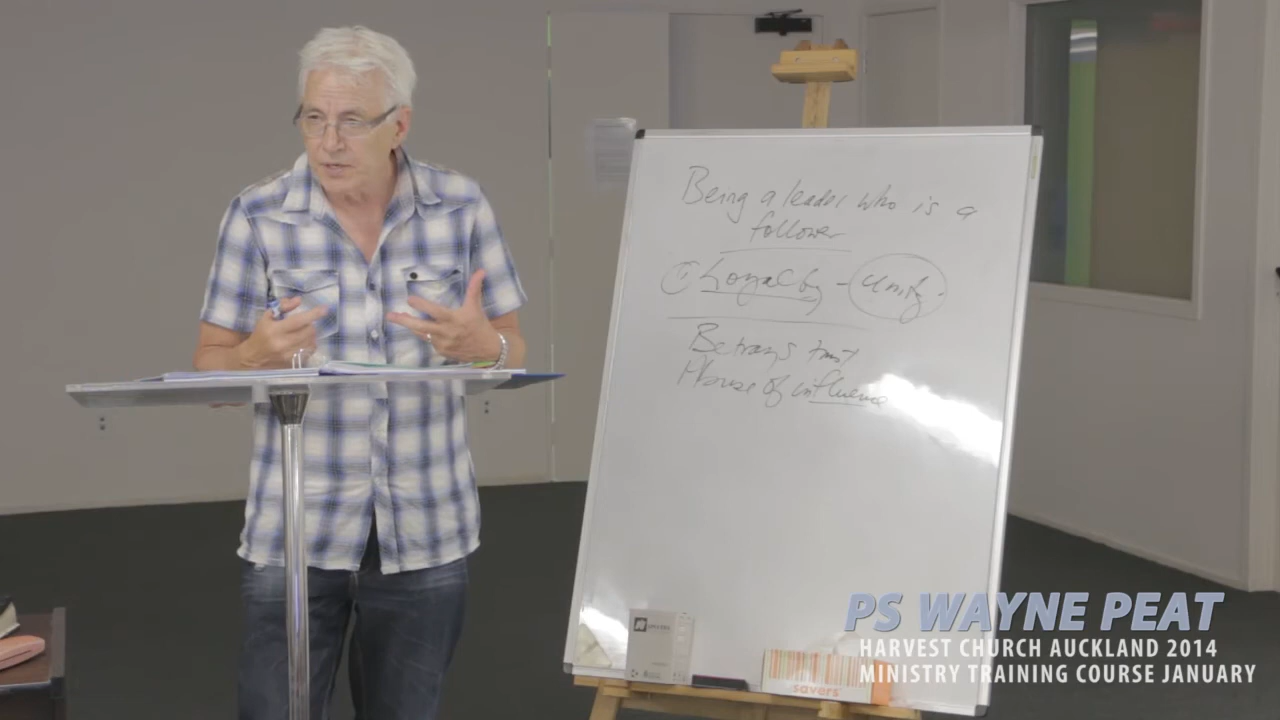 Being a leader who is a
follower
① Loyalty - Unity.
Betrays trust
Abuse of influence
savers
PS WAYNE PEAT
HARVEST CHURCH AUCKLAND 2014
MINISTRY TRAINING COURSE JANUARY